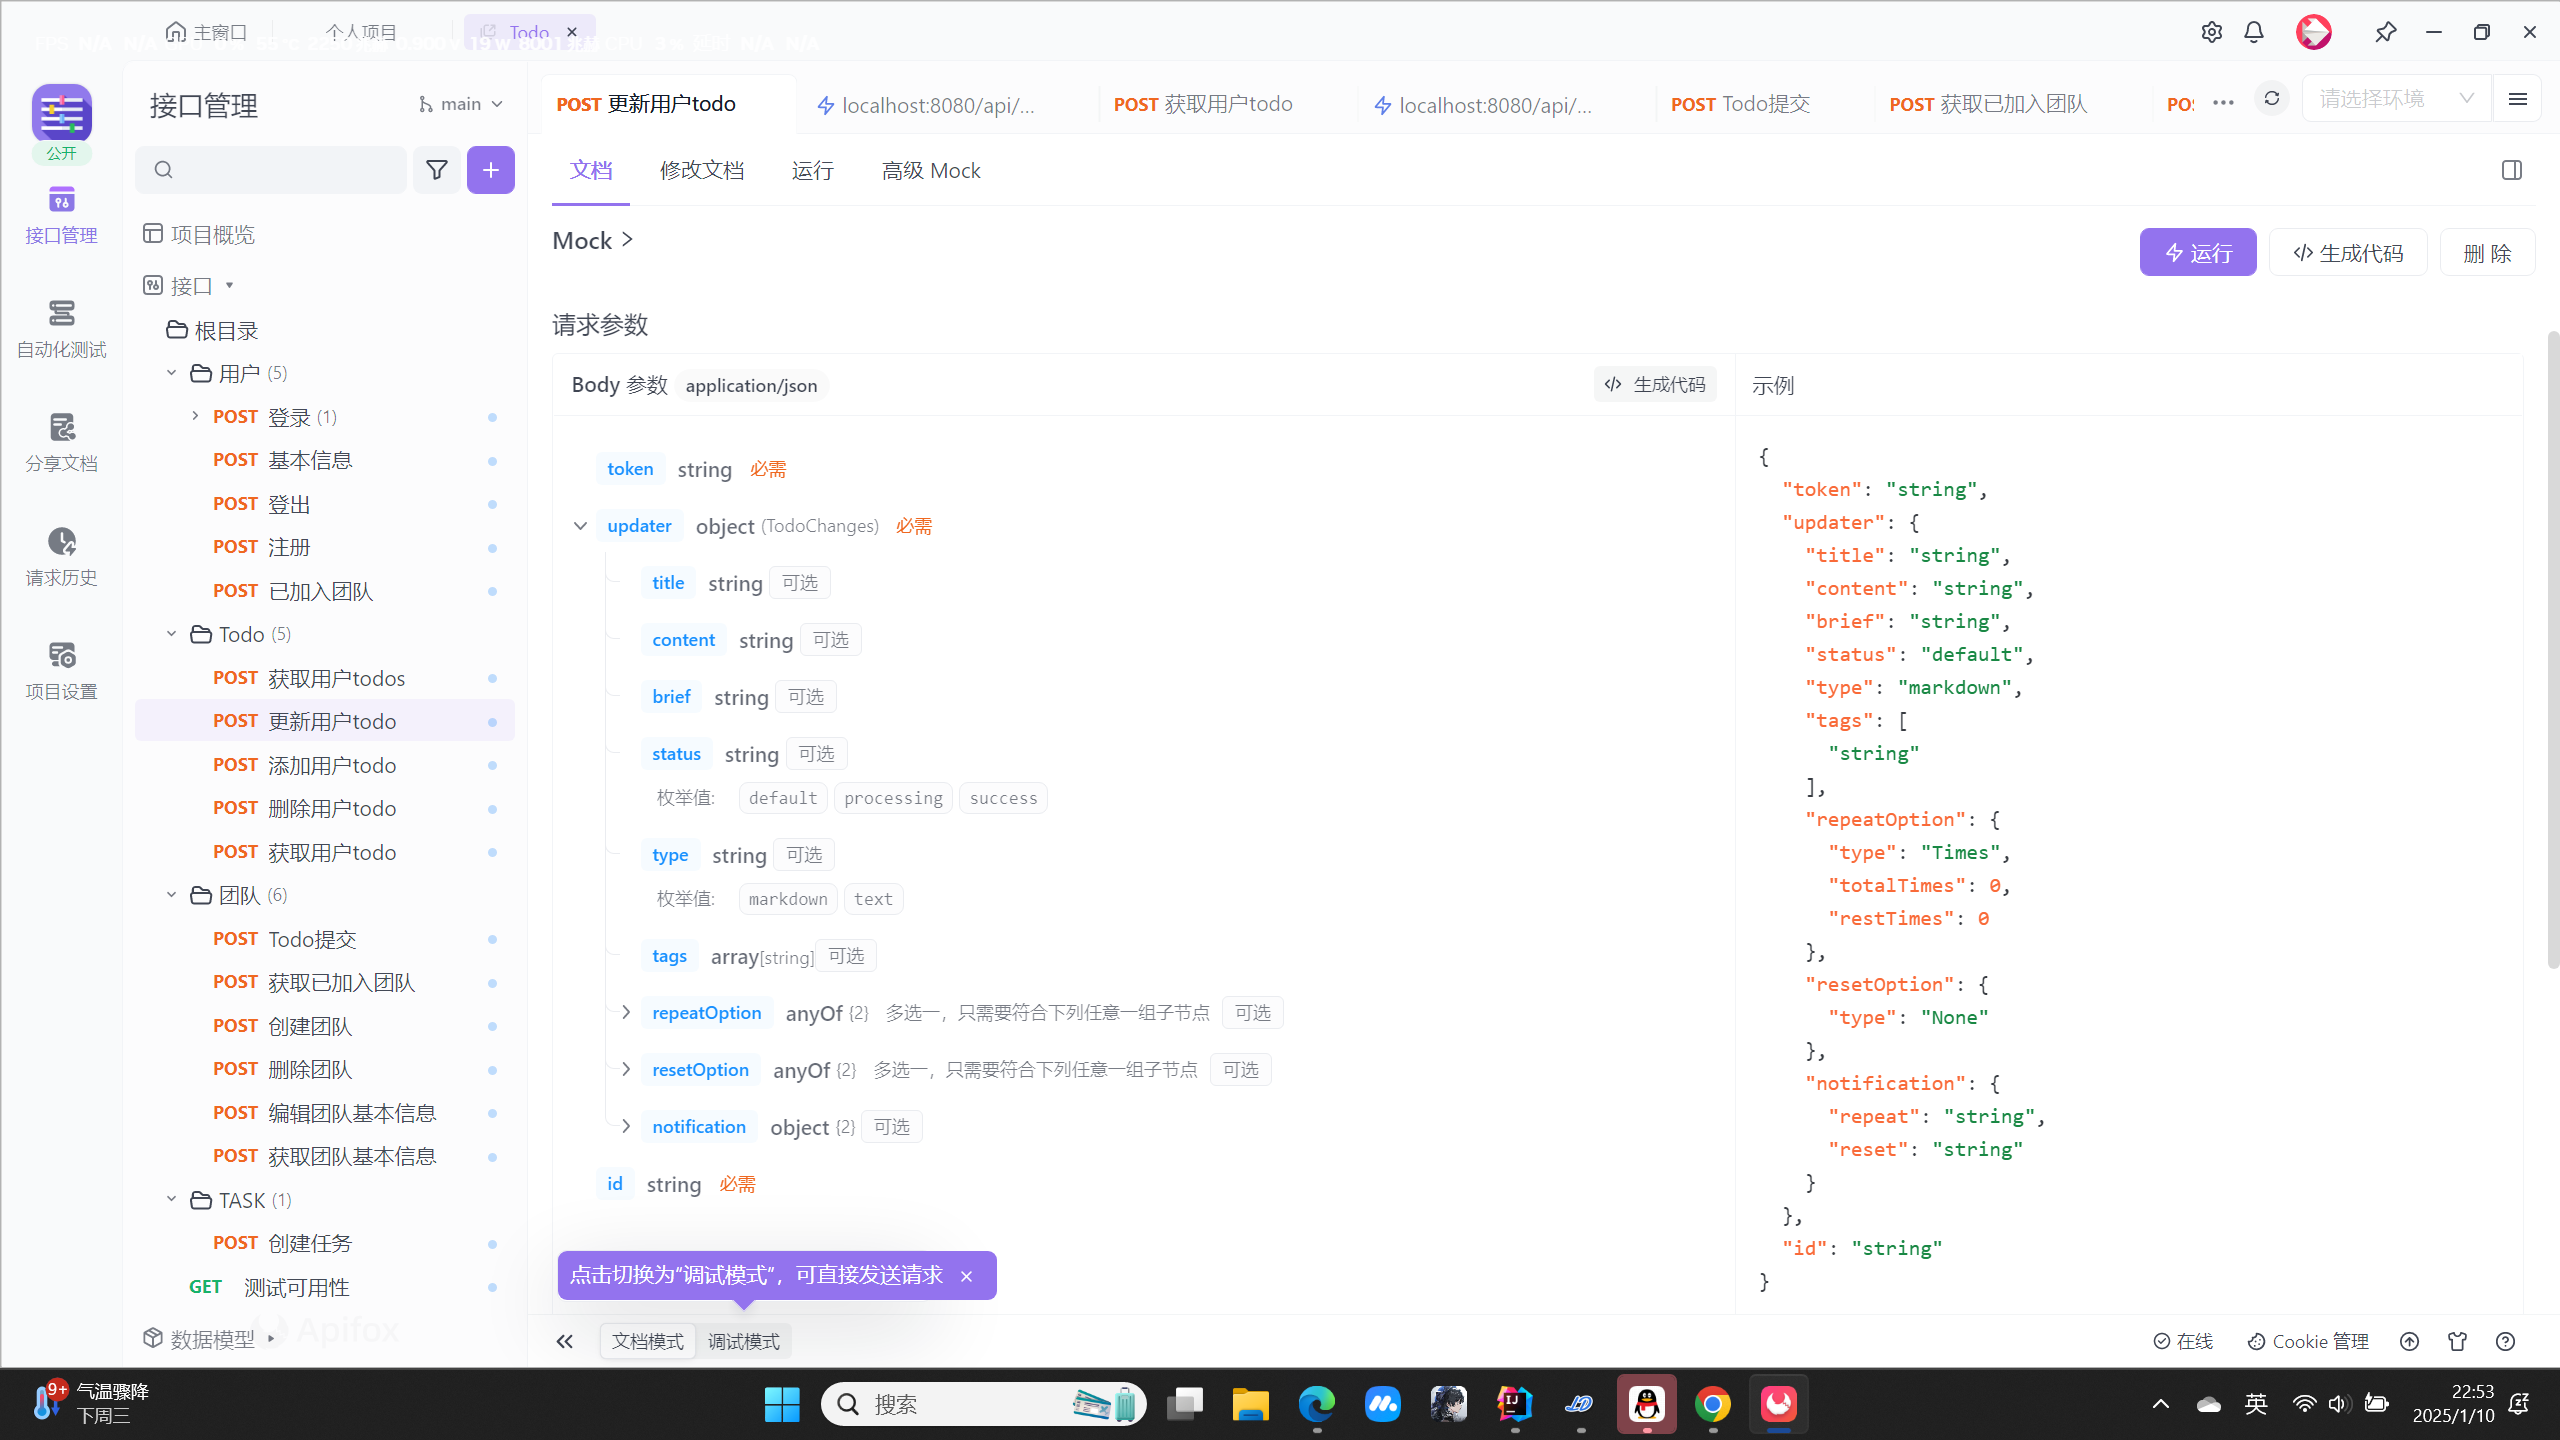 主窗口
个人项目
Todo
公开
接口管理
自动化测试
分享文档
请求历史
项目设置
接口管理
main
项目概览
接口
根目录
用户 (5)
POST 登录 (1)
POST 基本信息
POST 登出
POST 注册
POST 已加入团队
Todo (5)
POST 获取用户todos
POST 更新用户todo
POST 添加用户todo
POST 删除用户todo
POST 获取用户todo
团队 (6)
POST Todo提交
POST 获取已加入团队
POST 创建团队
POST 删除团队
POST 编辑团队基本信息
POST 获取团队基本信息
TASK (1)
POST 创建任务
GET 测试可用性
数据模型
Apifox
POST 更新用户todo
localhost:8080/api/...
POST 获取用户todo
localhost:8080/api/...
POST Todo提交
POST 获取已加入团队
请选择环境
文档
修改文档
运行
高级 Mock
Mock
运行
生成代码
删 除
请求参数
Body 参数 application/json
生成代码
token string 必需
updater object (TodoChanges) 必需
title string 可选
content string 可选
brief string 可选
status string 可选
枚举值: default processing success
type string 可选
枚举值: markdown text
tags array[string] 可选
repeatOption anyOf {2} 多选一，只需要符合下列任意一组子节点 可选
resetOption anyOf {2} 多选一，只需要符合下列任意一组子节点 可选
notification object {2} 可选
id string 必需
示例
{
"token": "string",
"updater": {
"title": "string",
"content": "string",
"brief": "string",
"status": "default",
"type": "markdown",
"tags": [
"string"
],
"repeatOption": {
"type": "Times",
"totalTimes": 0,
"restTimes": 0
},
"resetOption": {
"type": "None"
},
"notification": {
"repeat": "string",
"reset": "string"
}
},
"id": "string"
}
点击切换为“调试模式”，可直接发送请求
文档模式
调试模式
在线
Cookie 管理
9+
气温骤降
下周三
搜索
英
22:53
2025/1/10